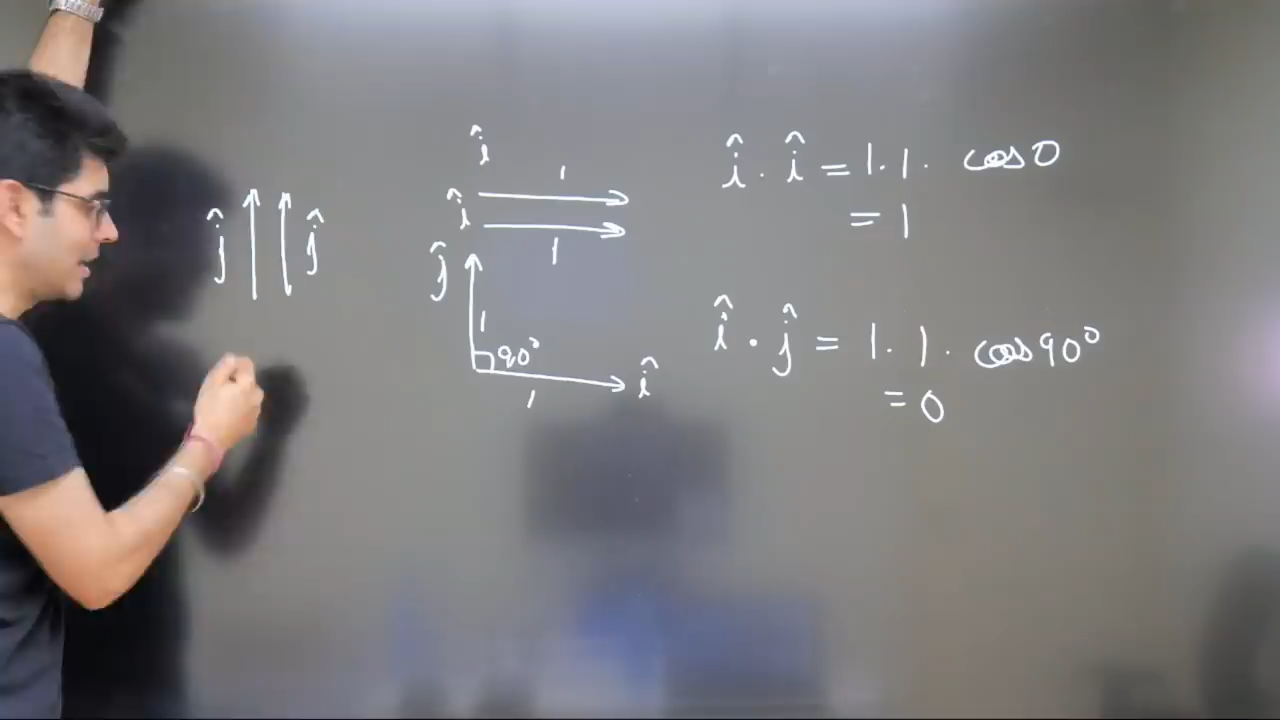 ĵ ĵ
î
î 1
1
ĵ
1
90°
1 î
î . î = 1 . 1 . cos 0
= 1
î . ĵ = 1 . 1 . cos 90°
= 0